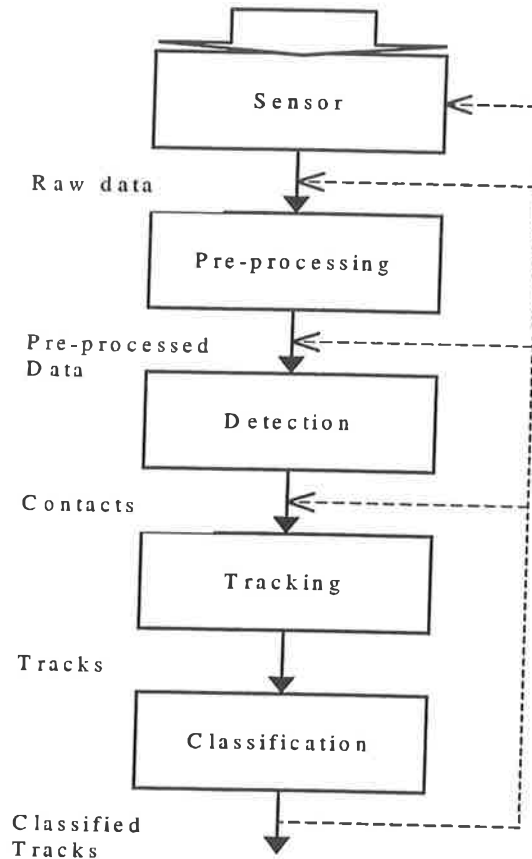 Sensor
Raw data
Pre-processing
Pre-processed
Data
Detection
Contacts
Tracking
Tracks
Classification
Classified
Tracks